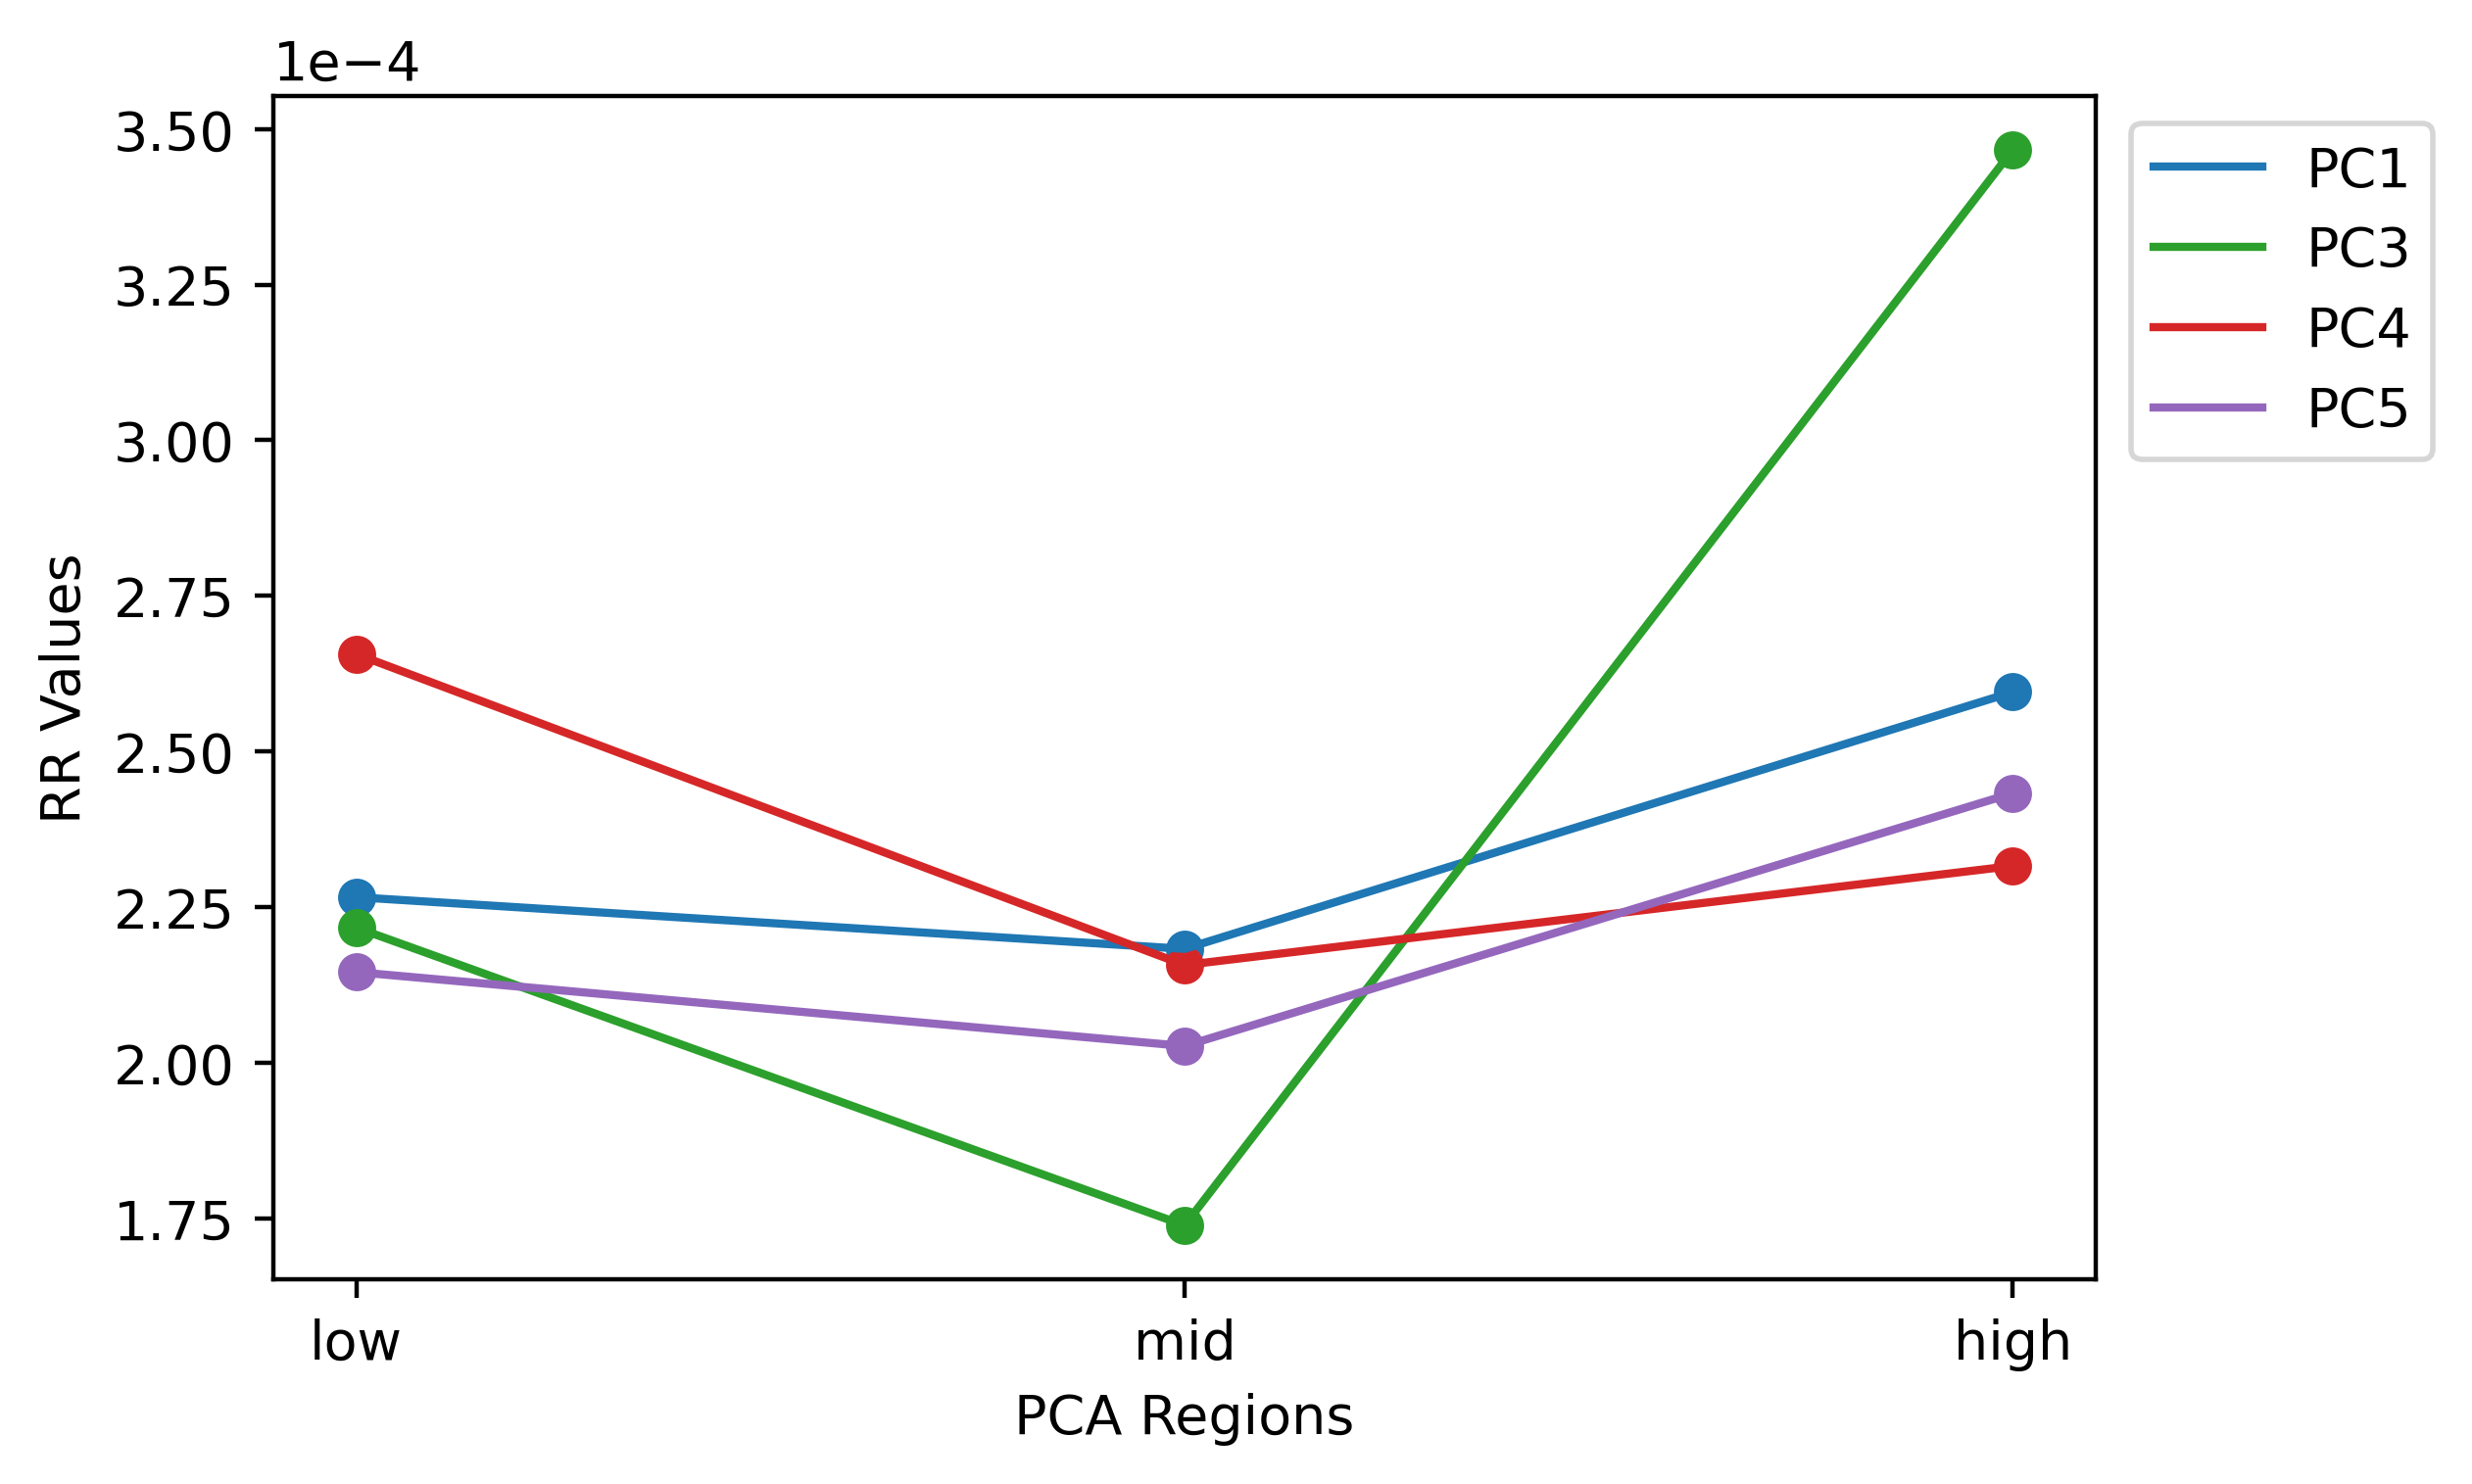 1e−4
3.50
3.25
3.00
2.75
2.50
2.25
2.00
1.75
RR Values
low
mid
high
PCA Regions
PC1
PC3
PC4
PC5